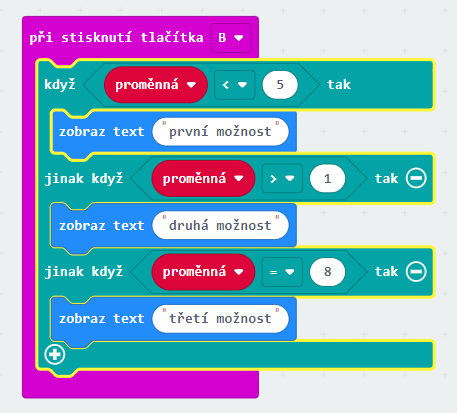 při stisknutí tlačítka B
když proměnná < 5 tak
zobraz text "první možnost"
jinak když proměnná > 1 tak
zobraz text "druhá možnost"
jinak když proměnná = 8 tak
zobraz text "třetí možnost"